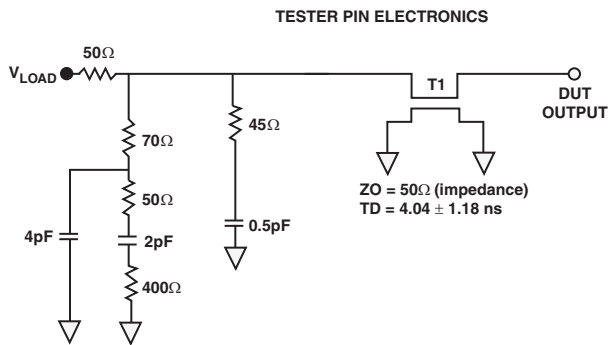 TESTER PIN ELECTRONICS
50Ω
VLOAD
T1
DUT
OUTPUT
45Ω
70Ω
ZO = 50Ω (impedance)
TD = 4.04 ± 1.18 ns
50Ω
0.5pF
4pF
2pF
400Ω